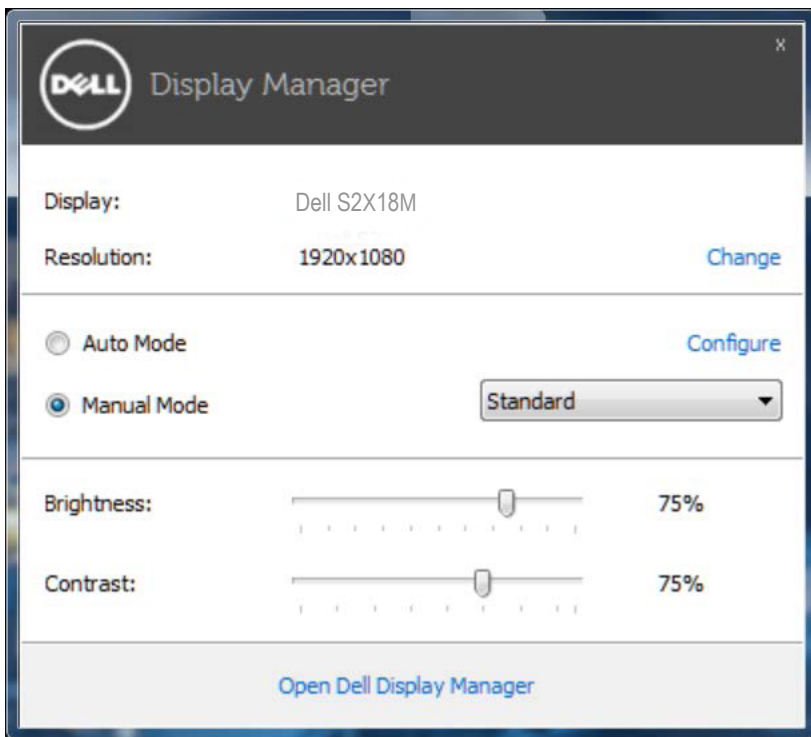 DELL Display Manager
x
Display: Dell S2X18M
Resolution: 1920x1080 Change
Auto Mode Configure
Manual Mode Standard
Brightness: 75%
Contrast: 75%
Open Dell Display Manager